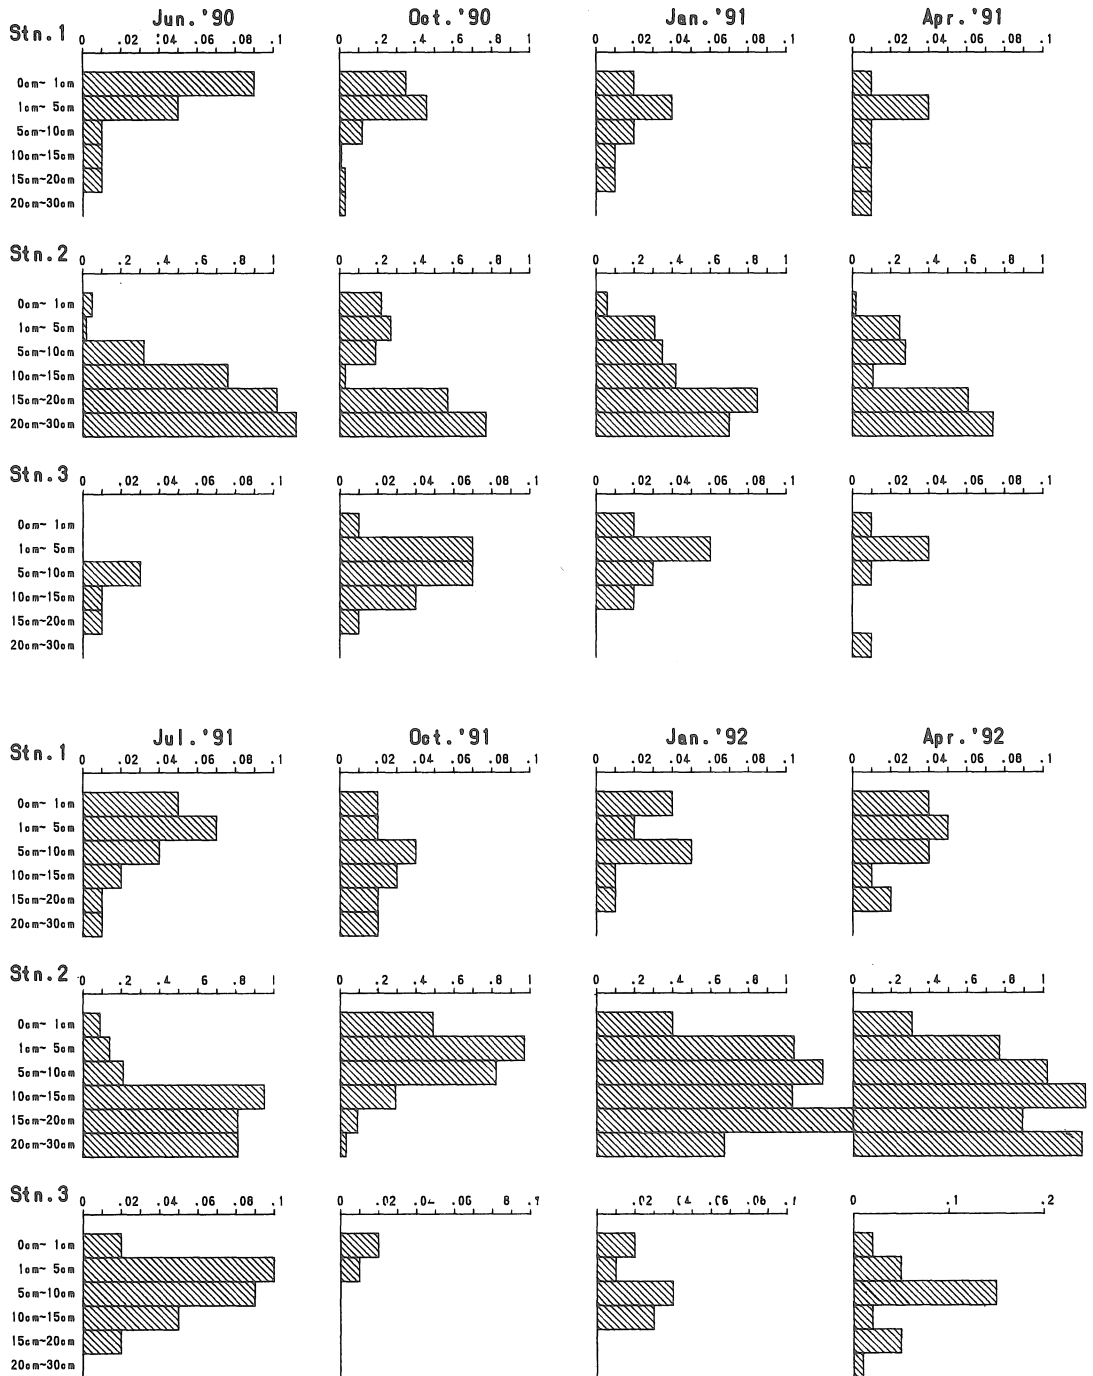 Jun.'90 Oct.'90 Jan.'91 Apr.'91
Stn.1 0 .02 .04 .06 .08 .1 0 .02 .04 .06 .08 .1 0 .02 .04 .06 .08 .1 0 .02 .04 .06 .08 .1
0cm~ 1cm
1cm~ 5cm
5cm~10cm
10cm~15cm
15cm~20cm
20cm~30cm
Stn.2 0 .2 .4 .6 .8 1 0 .2 .4 .6 .8 1 0 .2 .4 .6 .8 1 0 .2 .4 .6 .8 1
0cm~ 1cm
1cm~ 5cm
5cm~10cm
10cm~15cm
15cm~20cm
20cm~30cm
Stn.3 0 .02 .04 .06 .08 .1 0 .02 .04 .06 .08 .1 0 .02 .04 .06 .08 .1 0 .02 .04 .06 .08 .1
0cm~ 1cm
1cm~ 5cm
5cm~10cm
10cm~15cm
15cm~20cm
20cm~30cm
Jul.'91 Oct.'91 Jan.'92 Apr.'92
Stn.1 0 .02 .04 .06 .08 .1 0 .02 .04 .06 .08 .1 0 .02 .04 .06 .08 .1 0 .02 .04 .06 .08 .1
0cm~ 1cm
1cm~ 5cm
5cm~10cm
10cm~15cm
15cm~20cm
20cm~30cm
Stn.2 0 .2 .4 .6 .8 1 0 .2 .4 .6 .8 1 0 .2 .4 .6 .8 1 0 .2 .4 .6 .8 1
0cm~ 1cm
1cm~ 5cm
5cm~10cm
10cm~15cm
15cm~20cm
20cm~30cm
Stn.3 0 .02 .04 .06 .08 .1 0 .02 .04 .06 8 .1 .02 .1 0 .1 .2
0cm~ 1cm
1cm~ 5cm
5cm~10cm
10cm~15cm
15cm~20cm
20cm~30cm